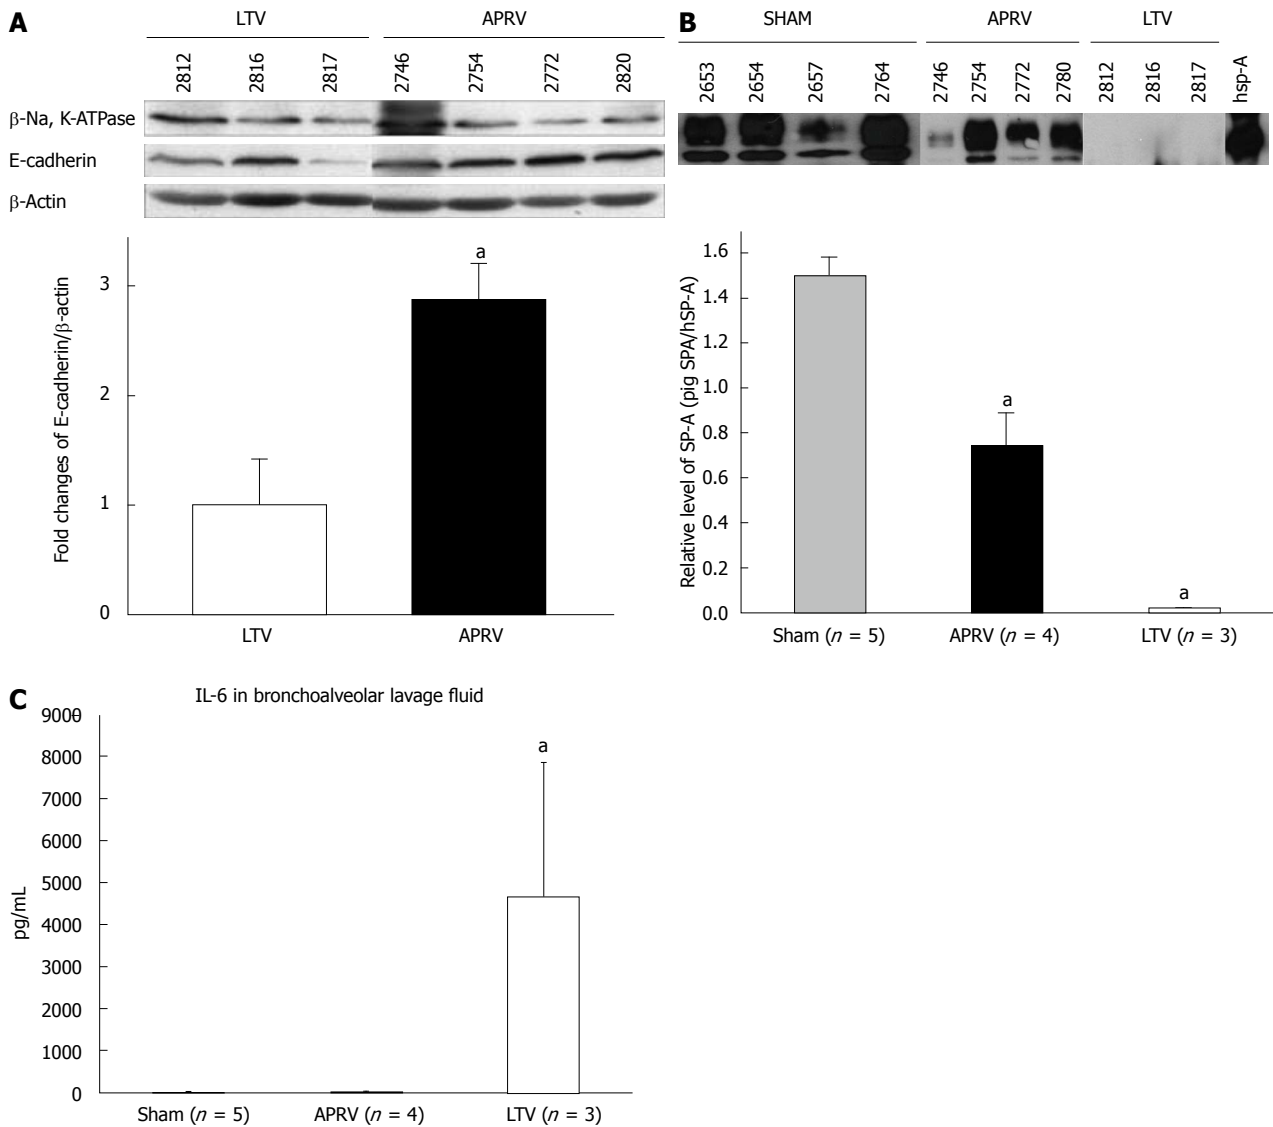 A
LTV APRV
2812 2816 2817 2746 2754 2772 2820
β-Na, K-ATPase
E-cadherin
β-Actin
Fold changes of E-cadherin/β-actin
3
2
1
0
a
LTV APRV
B
SHAM APRV LTV
2653 2654 2657 2764 2746 2754 2772 2780 2812 2816 2817 hsp-A
Relative level of SP-A (pig SPA/hSP-A)
1.6
1.4
1.2
1.0
0.8
0.6
0.4
0.2
0.0
a
a
Sham (n = 5) APRV (n = 4) LTV (n = 3)
C
IL-6 in bronchoalveolar lavage fluid
pg/mL
9000
8000
7000
6000
5000
4000
3000
2000
1000
0
a
Sham (n = 5) APRV (n = 4) LTV (n = 3)